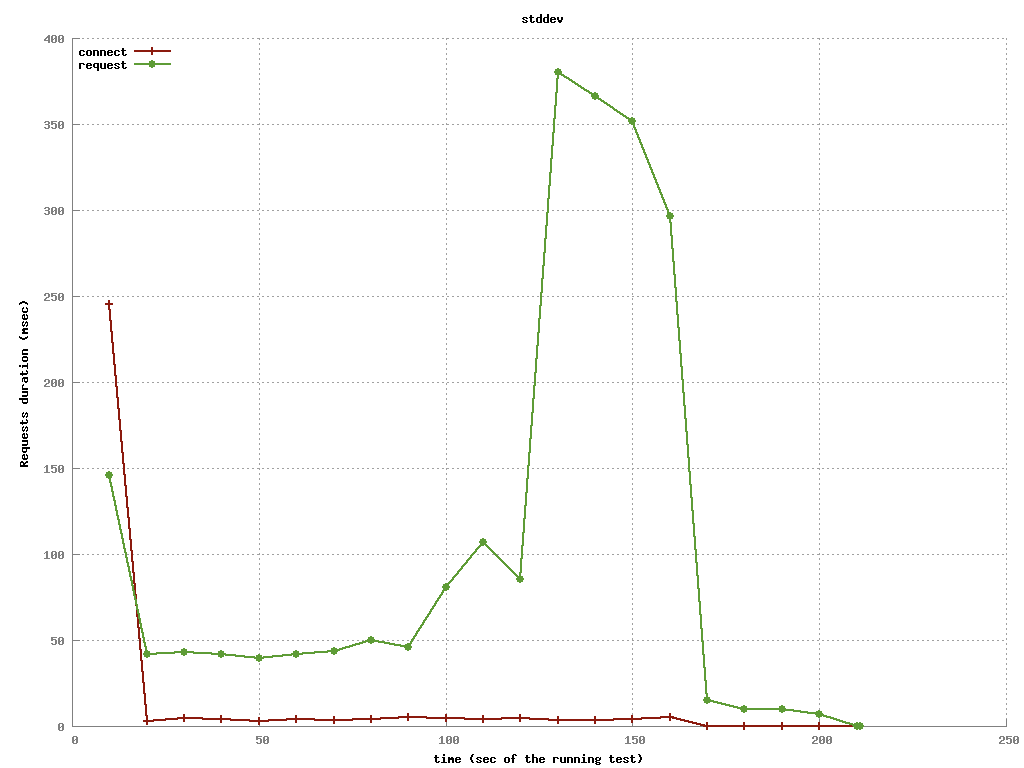 stddev
connect
request
400
350
300
250
200
150
100
50
0
Requests duration (msec)
0 50 100 150 200 250
time (sec of the running test)